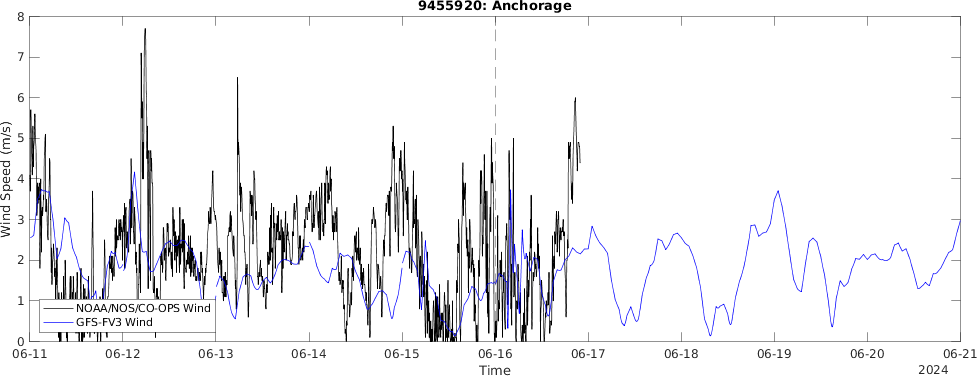 9455920: Anchorage
Wind Speed (m/s)
8
7
6
5
4
3
2
1
0
NOAA/NOS/CO-OPS Wind
GFS-FV3 Wind
06-11 06-12 06-13 06-14 06-15 06-16 06-17 06-18 06-19 06-20 06-21
Time
2024